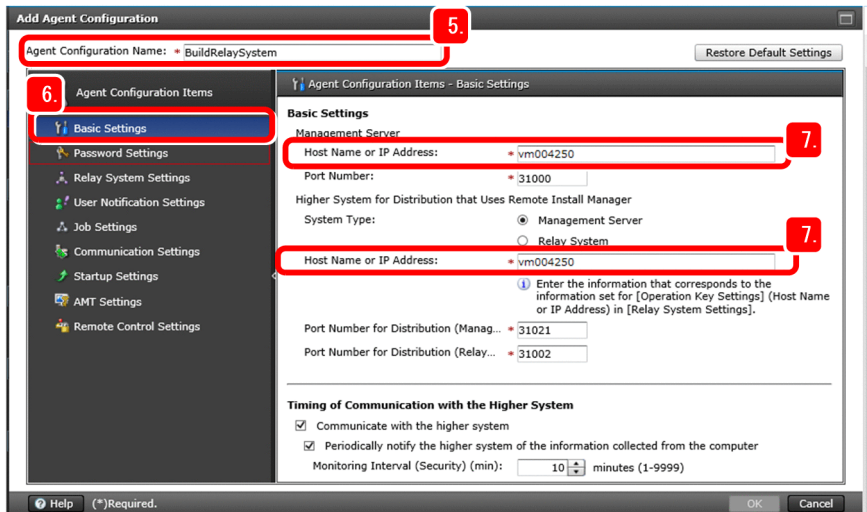 Add Agent Configuration
5.
Agent Configuration Name: * BuildRelaySystem
Restore Default Settings
6.
Agent Configuration Items
Basic Settings
Password Settings
Relay System Settings
User Notification Settings
Job Settings
Communication Settings
Startup Settings
AMT Settings
Remote Control Settings
Agent Configuration Items - Basic Settings
Basic Settings
Management Server
7.
Host Name or IP Address: * vm004250
Port Number: * 31000
Higher System for Distribution that Uses Remote Install Manager
System Type: Management Server
Relay System
7.
Host Name or IP Address: * vm004250
Enter the information that corresponds to the
information set for [Operation Key Settings] (Host Name
or IP Address) in [Relay System Settings].
Port Number for Distribution (Manag... * 31021
Port Number for Distribution (Relay... * 31002
Timing of Communication with the Higher System
Communicate with the higher system
Periodically notify the higher system of the information collected from the computer
Monitoring Interval (Security) (min): 10 minutes (1-9999)
Help (*)Required.
OK Cancel